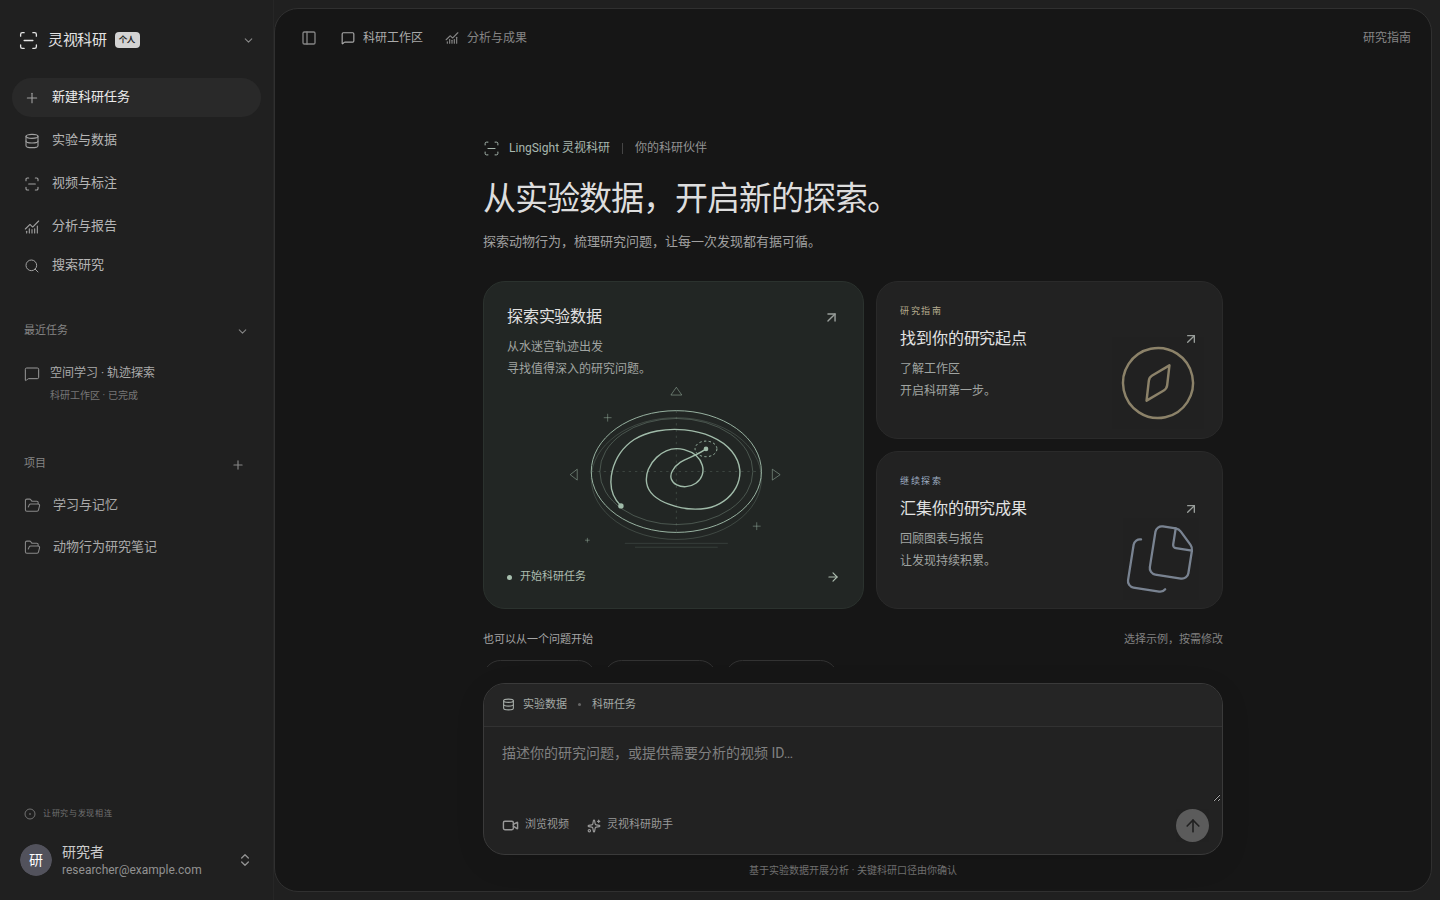 灵视科研 个人
新建科研任务
实验与数据
视频与标注
分析与报告
搜索研究
最近任务
空间学习 · 轨迹探索
科研工作区 · 已完成
项目
学习与记忆
动物行为研究笔记
让研究与发现相连
研
研究者
researcher@example.com
科研工作区 分析与成果 研究指南
LingSight 灵视科研 | 你的科研伙伴
从实验数据，开启新的探索。
探索动物行为，梳理研究问题，让每一次发现都有据可循。
探索实验数据
从水迷宫轨迹出发
寻找值得深入的研究问题。
开始科研任务
研究指南
找到你的研究起点
了解工作区
开启科研第一步。
继续探索
汇集你的研究成果
回顾图表与报告
让发现持续积累。
也可以从一个问题开始 选择示例，按需修改
实验数据 · 科研任务
描述你的研究问题，或提供需要分析的视频 ID...
浏览视频 灵视科研助手
基于实验数据开展分析 · 关键科研口径由你确认